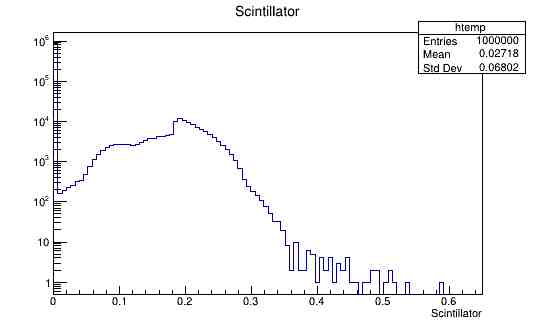 Scintillator
htemp
Entries 1000000
Mean 0.02718
Std Dev 0.06802
10^6
10^5
10^4
10^3
10^2
10
1
0 0.1 0.2 0.3 0.4 0.5 0.6
Scintillator